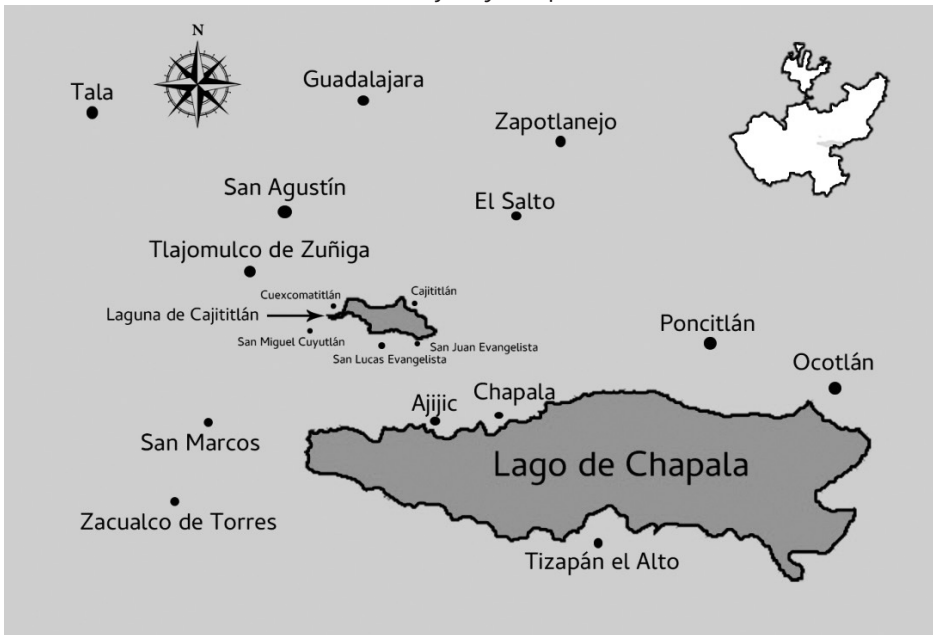 N
Guadalajara
Tala
Zapotlanejo
San Agustín
El Salto
Tlajomulco de Zuñiga
Cuexcomatitlán
Cajititlán
Laguna de Cajititlán
Poncitlán
San Miguel Cuyutlán
San Juan Evangelista
San Lucas Evangelista
Ocotlán
Chapala
Ajijic
San Marcos
Lago de Chapala
Zacualco de Torres
Tizapán el Alto